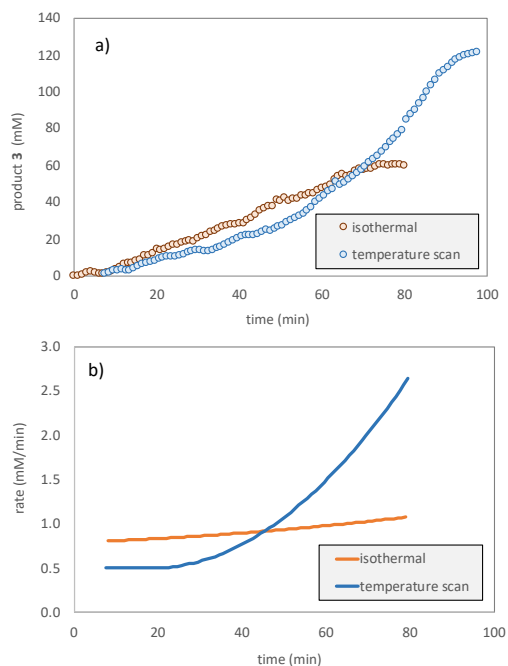 a)
product 3 (mM)
140
120
100
80
60
40
20
0
isothermal
temperature scan
0 20 40 60 80 100
time (min)
b)
rate (mM/min)
3.0
2.5
2.0
1.5
1.0
0.5
0.0
isothermal
temperature scan
0 20 40 60 80 100
time (min)